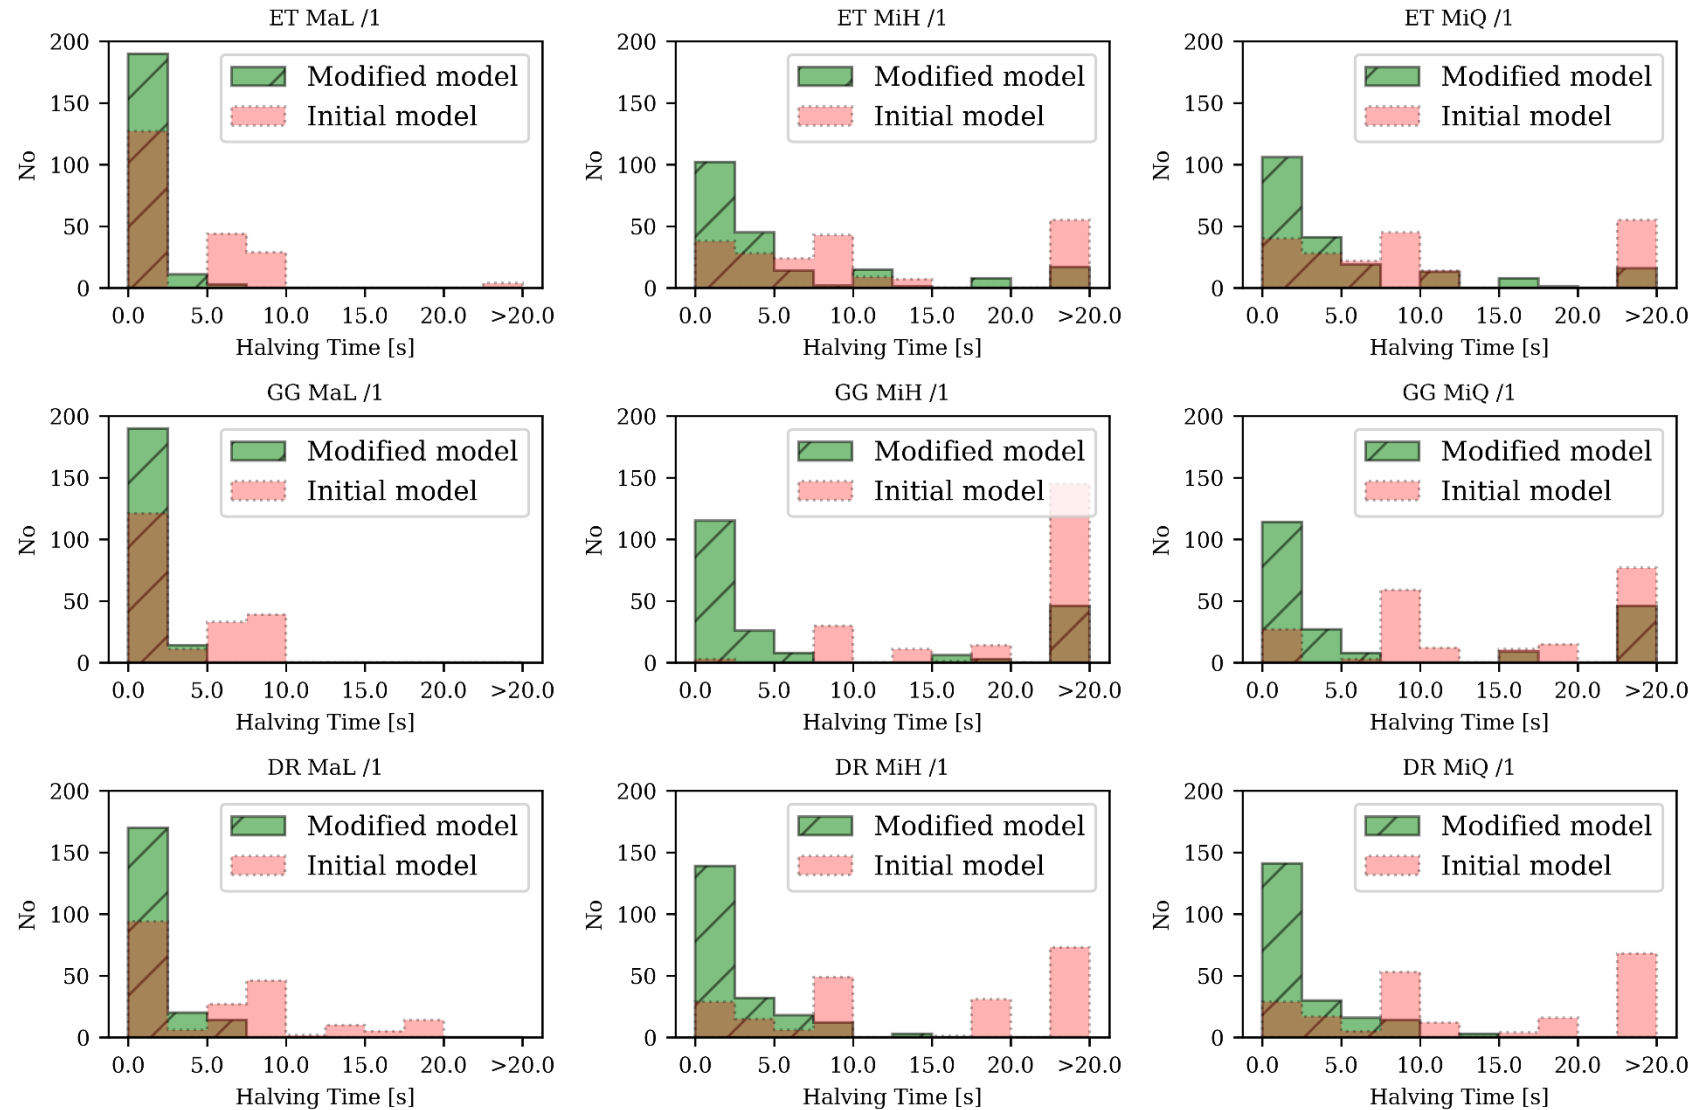 ET MaL /1
200
150
100
50
0
No
Modified model
Initial model
0.0 5.0 10.0 15.0 20.0 >20.0
Halving Time [s]
ET MiH /1
200
150
100
50
0
No
Modified model
Initial model
0.0 5.0 10.0 15.0 20.0 >20.0
Halving Time [s]
ET MiQ /1
200
150
100
50
0
No
Modified model
Initial model
0.0 5.0 10.0 15.0 20.0 >20.0
Halving Time [s]
GG MaL /1
200
150
100
50
0
No
Modified model
Initial model
0.0 5.0 10.0 15.0 20.0 >20.0
Halving Time [s]
GG MiH /1
200
150
100
50
0
No
Modified model
Initial model
0.0 5.0 10.0 15.0 20.0 >20.0
Halving Time [s]
GG MiQ /1
200
150
100
50
0
No
Modified model
Initial model
0.0 5.0 10.0 15.0 20.0 >20.0
Halving Time [s]
DR MaL /1
200
150
100
50
0
No
Modified model
Initial model
0.0 5.0 10.0 15.0 20.0 >20.0
Halving Time [s]
DR MiH /1
200
150
100
50
0
No
Modified model
Initial model
0.0 5.0 10.0 15.0 20.0 >20.0
Halving Time [s]
DR MiQ /1
200
150
100
50
0
No
Modified model
Initial model
0.0 5.0 10.0 15.0 20.0 >20.0
Halving Time [s]